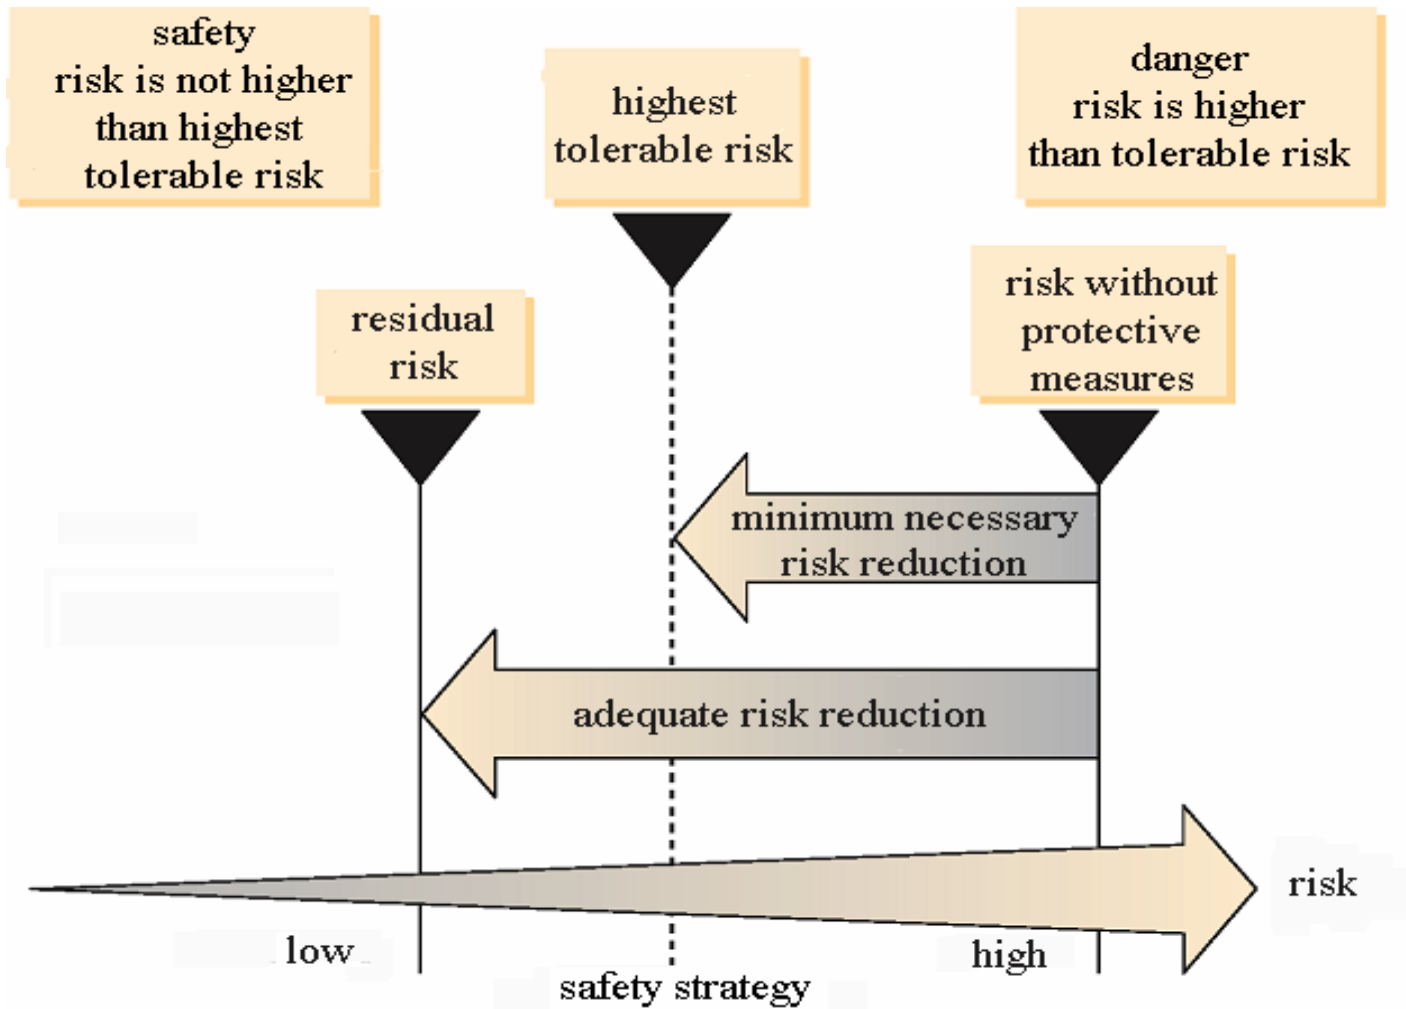 safety
risk is not higher
than highest
tolerable risk
highest
tolerable risk
danger
risk is higher
than tolerable risk
residual
risk
risk without
protective
measures
minimum necessary
risk reduction
adequate risk reduction
risk
low
high
safety strategy